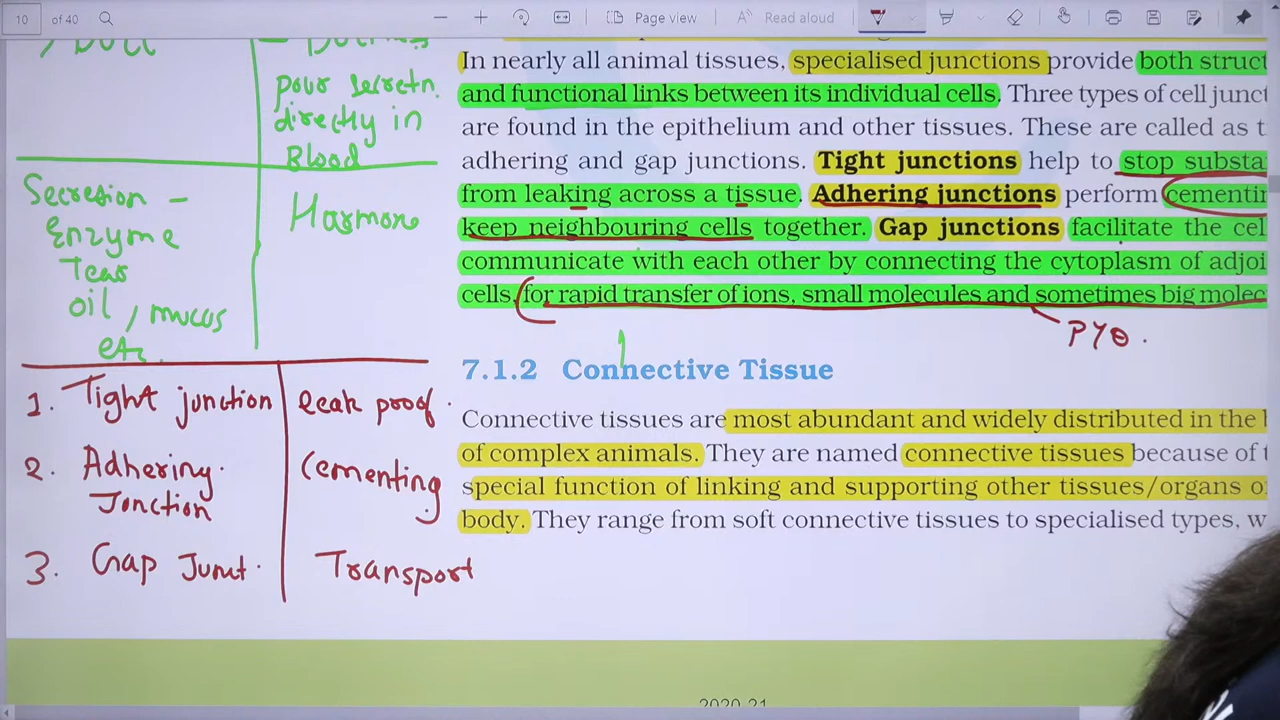 10 of 40
Page view
Read aloud
pour secretn.
directly in
Blood
Secresion -
Enzyme
Teas
oil, mucos
etc.
Harmone
1. Tight junction
leak proof.
2. Adhering.
Jonction
Cementing
3. Gap Junct.
Transport
In nearly all animal tissues, specialised junctions provide both struct
and functional links between its individual cells. Three types of cell junct
are found in the epithelium and other tissues. These are called as t
adhering and gap junctions. Tight junctions help to stop substa
from leaking across a tissue. Adhering junctions perform cementin
keep neighbouring cells together. Gap junctions facilitate the cel
communicate with each other by connecting the cytoplasm of adjoi
cells, for rapid transfer of ions, small molecules and sometimes big molec
PYQ.
7.1.2 Connective Tissue
Connective tissues are most abundant and widely distributed in the b
of complex animals. They are named connective tissues because of t
special function of linking and supporting other tissues/organs o
body. They range from soft connective tissues to specialised types, w
2020-21